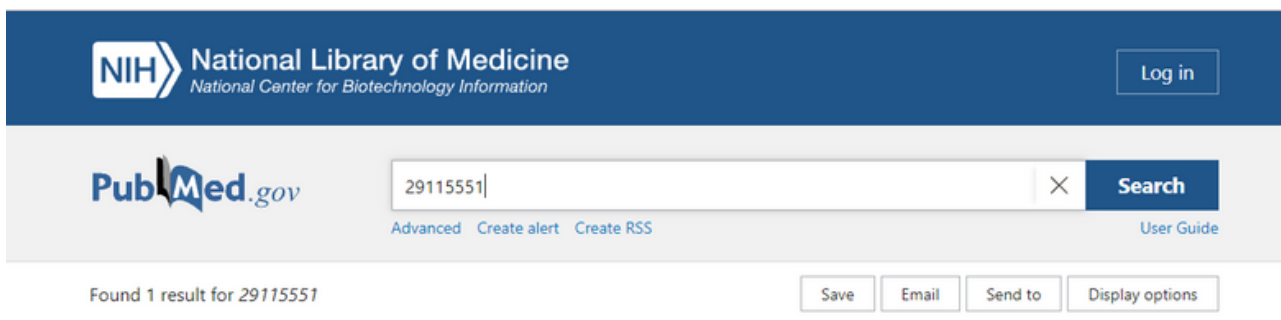 NIH National Library of Medicine
National Center for Biotechnology Information
Log in
PubMed.gov
29115551
Search
Advanced Create alert Create RSS
User Guide
Found 1 result for 29115551
Save Email Send to Display options